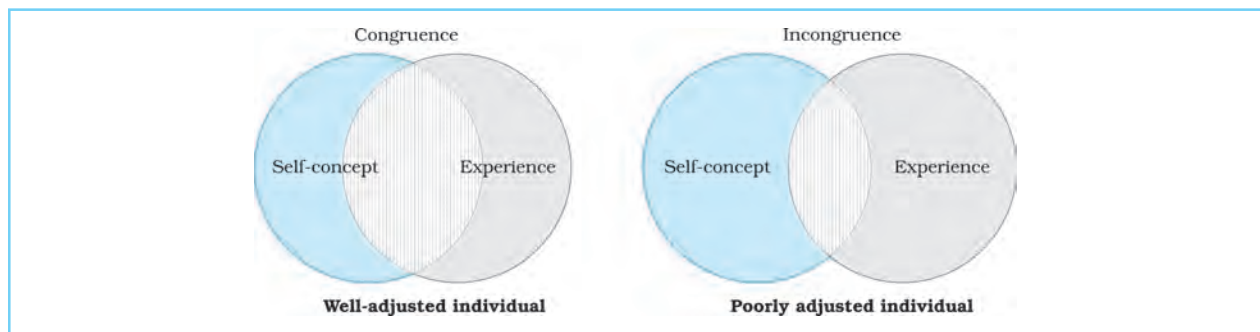 Congruence
Self-concept Experience
Well-adjusted individual
Incongruence
Self-concept Experience
Poorly adjusted individual